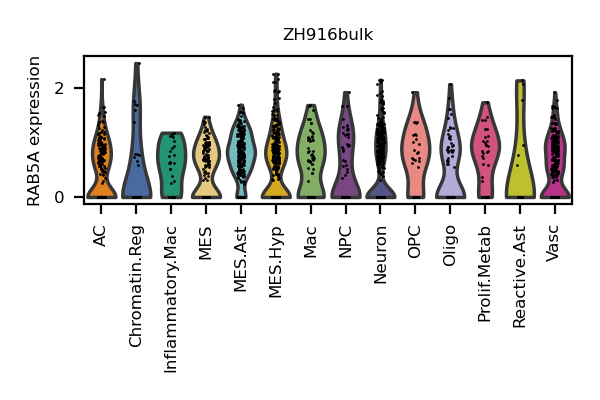 ZH916bulk
RAB5A expression
2
0
AC
Chromatin.Reg
Inflammatory.Mac
MES
MES.Ast
MES.Hyp
Mac
NPC
Neuron
OPC
Oligo
Prolif.Metab
Reactive.Ast
Vasc